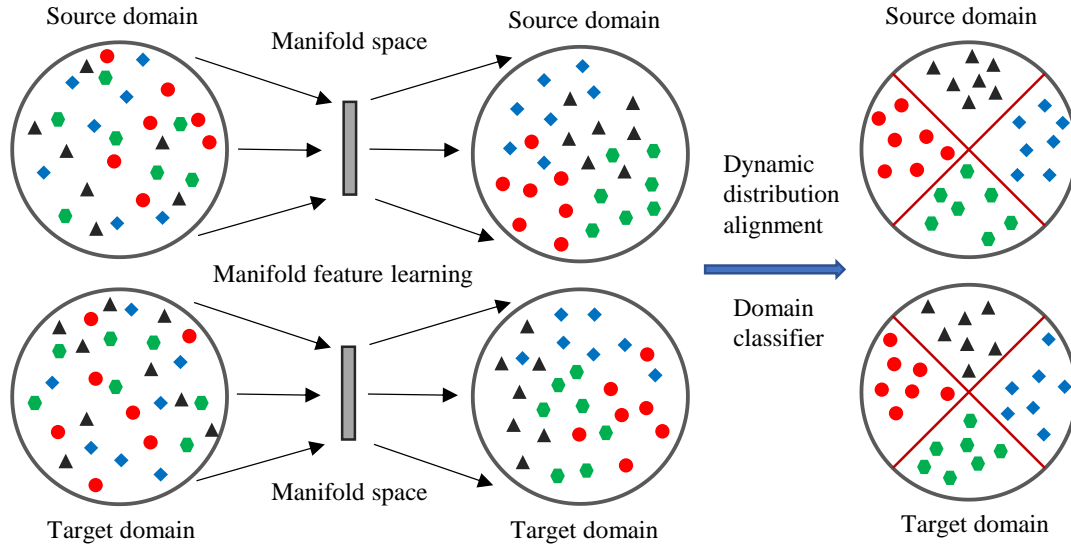 Source domain
Manifold space
Source domain
Source domain
Dynamic
distribution
alignment
Manifold feature learning
Domain
classifier
Manifold space
Target domain
Target domain
Target domain